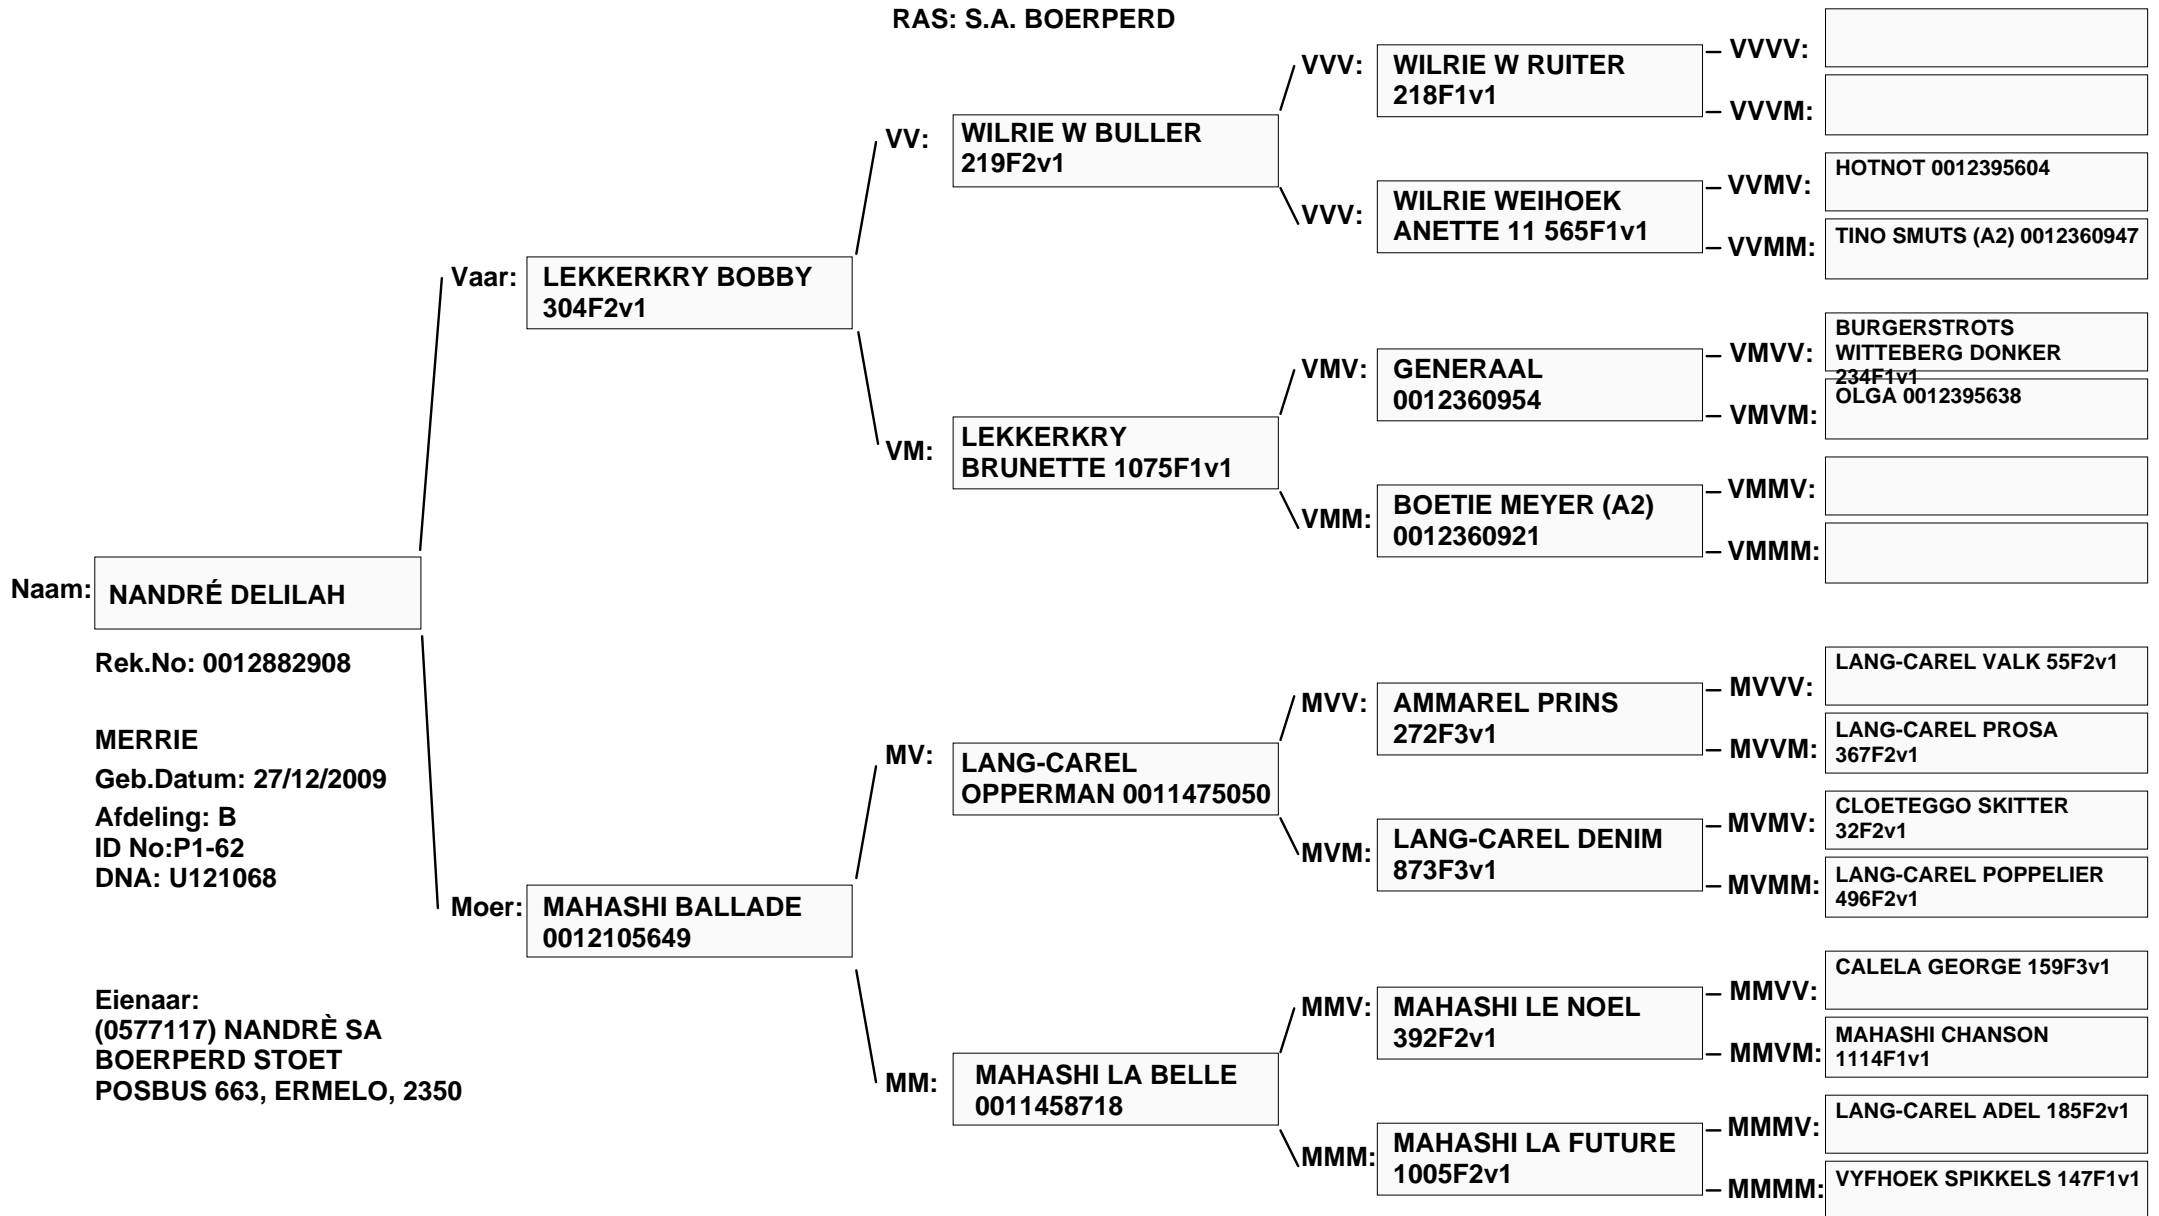 RAS: S.A. BOERPERD
Naam:
NANDRÉ DELILAH
Rek.No: 0012882908
MERRIE
Geb.Datum: 27/12/2009
Afdeling: B
ID No:P1-62
DNA: U121068
Eienaar:
(0577117) NANDRÈ SA
BOERPERD STOET
POSBUS 663, ERMELO, 2350
Vaar:
LEKKERKRY BOBBY
304F2v1
Moer:
MAHASHI BALLADE
0012105649
VV:
WILRIE W BULLER
219F2v1
VM:
LEKKERKRY
BRUNETTE 1075F1v1
MV:
LANG-CAREL
OPPERMAN 0011475050
MM:
MAHASHI LA BELLE
0011458718
VVV:
WILRIE W RUITER
218F1v1
VVV:
WILRIE WEIHOEK
ANETTE 11 565F1v1
VMV:
GENERAAL
0012360954
VMM:
BOETIE MEYER (A2)
0012360921
MVV:
AMMAREL PRINS
272F3v1
MVM:
LANG-CAREL DENIM
873F3v1
MMV:
MAHASHI LE NOEL
392F2v1
MMM:
MAHASHI LA FUTURE
1005F2v1
VVVV:
VVVM:
VVMV:
HOTNOT 0012395604
VVMM:
TINO SMUTS (A2) 0012360947
VMVV:
BURGERSTROTS
WITTEBERG DONKER
234F1v1
VMVM:
OLGA 0012395638
VMMV:
VMMM:
MVVV:
LANG-CAREL VALK 55F2v1
MVVM:
LANG-CAREL PROSA
367F2v1
MVMV:
CLOETEGGO SKITTER
32F2v1
MVMM:
LANG-CAREL POPPELIER
496F2v1
MMVV:
CALELA GEORGE 159F3v1
MMVM:
MAHASHI CHANSON
1114F1v1
MMMV:
LANG-CAREL ADEL 185F2v1
MMMM:
VYFHOEK SPIKKELS 147F1v1